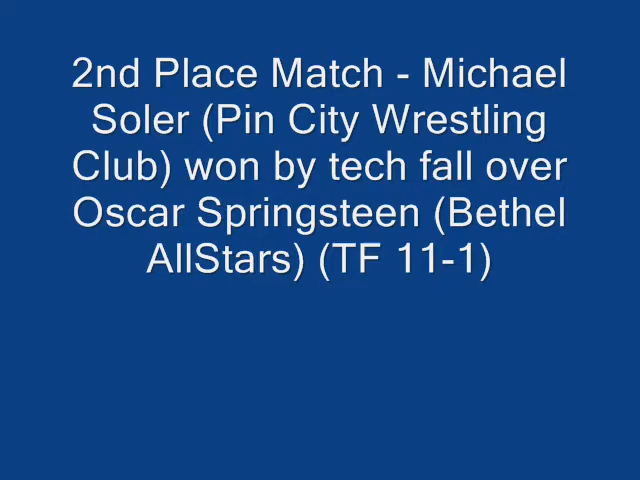 2nd Place Match - Michael
Soler (Pin City Wrestling
Club) won by tech fall over
Oscar Springsteen (Bethel
AllStars) (TF 11-1)